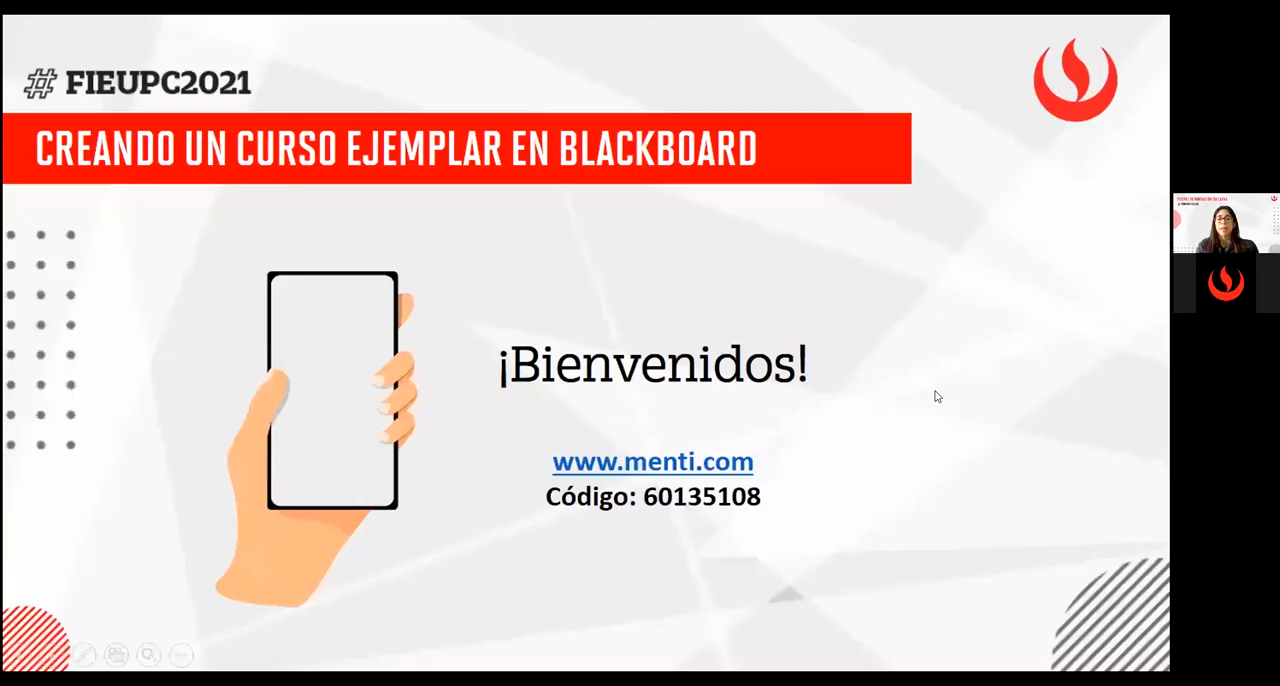 # FIEUPC2021
CREANDO UN CURSO EJEMPLAR EN BLACKBOARD
¡Bienvenidos!
www.menti.com
Código: 60135108